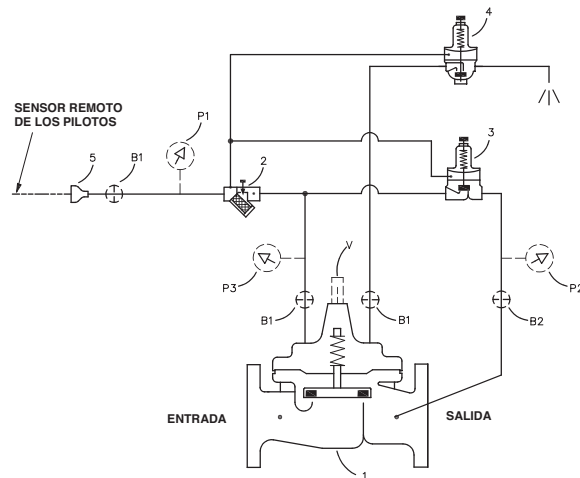 4
SENSOR REMOTO
DE LOS PILOTOS
P1
3
5
B1
2
V
P3
P2
B1
B1
B2
ENTRADA
SALIDA
1